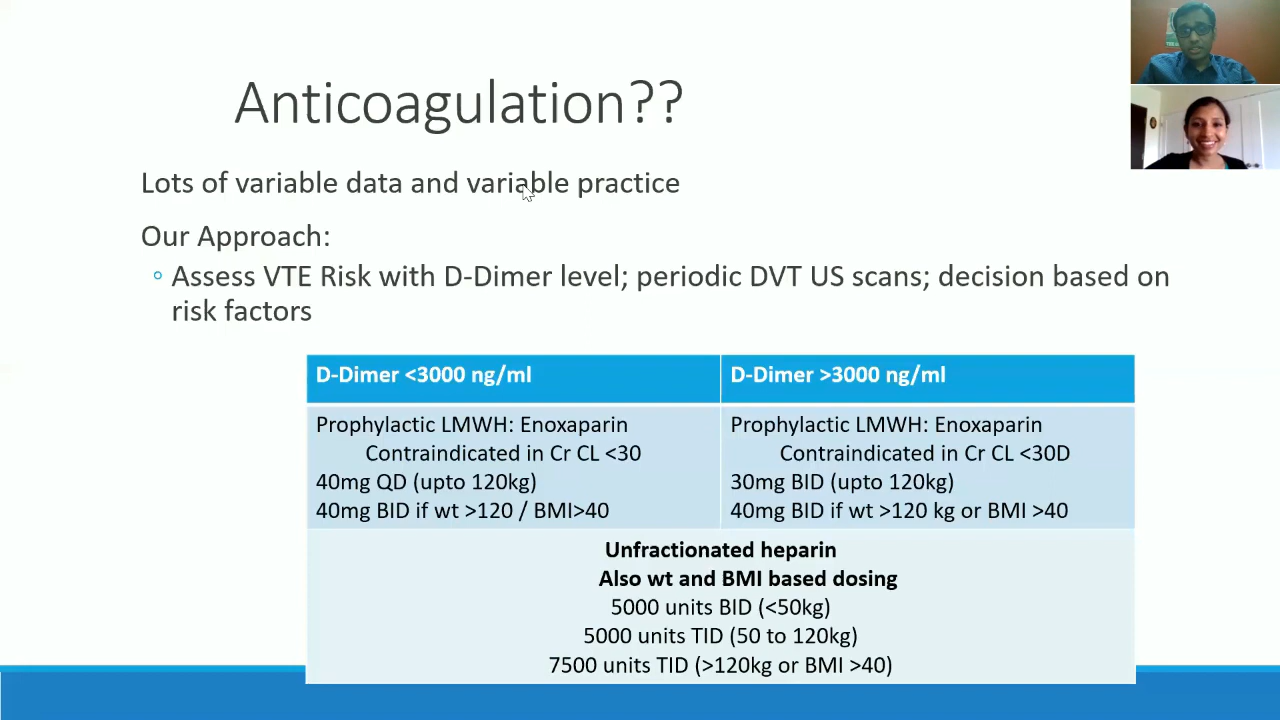 Anticoagulation??
Lots of variable data and variable practice
Our Approach:
Assess VTE Risk with D-Dimer level; periodic DVT US scans; decision based on
risk factors
D-Dimer <3000 ng/ml
D-Dimer >3000 ng/ml
Prophylactic LMWH: Enoxaparin
Contraindicated in Cr CL <30
40mg QD (upto 120kg)
40mg BID if wt >120 / BMI>40
Prophylactic LMWH: Enoxaparin
Contraindicated in Cr CL <30D
30mg BID (upto 120kg)
40mg BID if wt >120 kg or BMI >40
Unfractionated heparin
Also wt and BMI based dosing
5000 units BID (<50kg)
5000 units TID (50 to 120kg)
7500 units TID (>120kg or BMI >40)